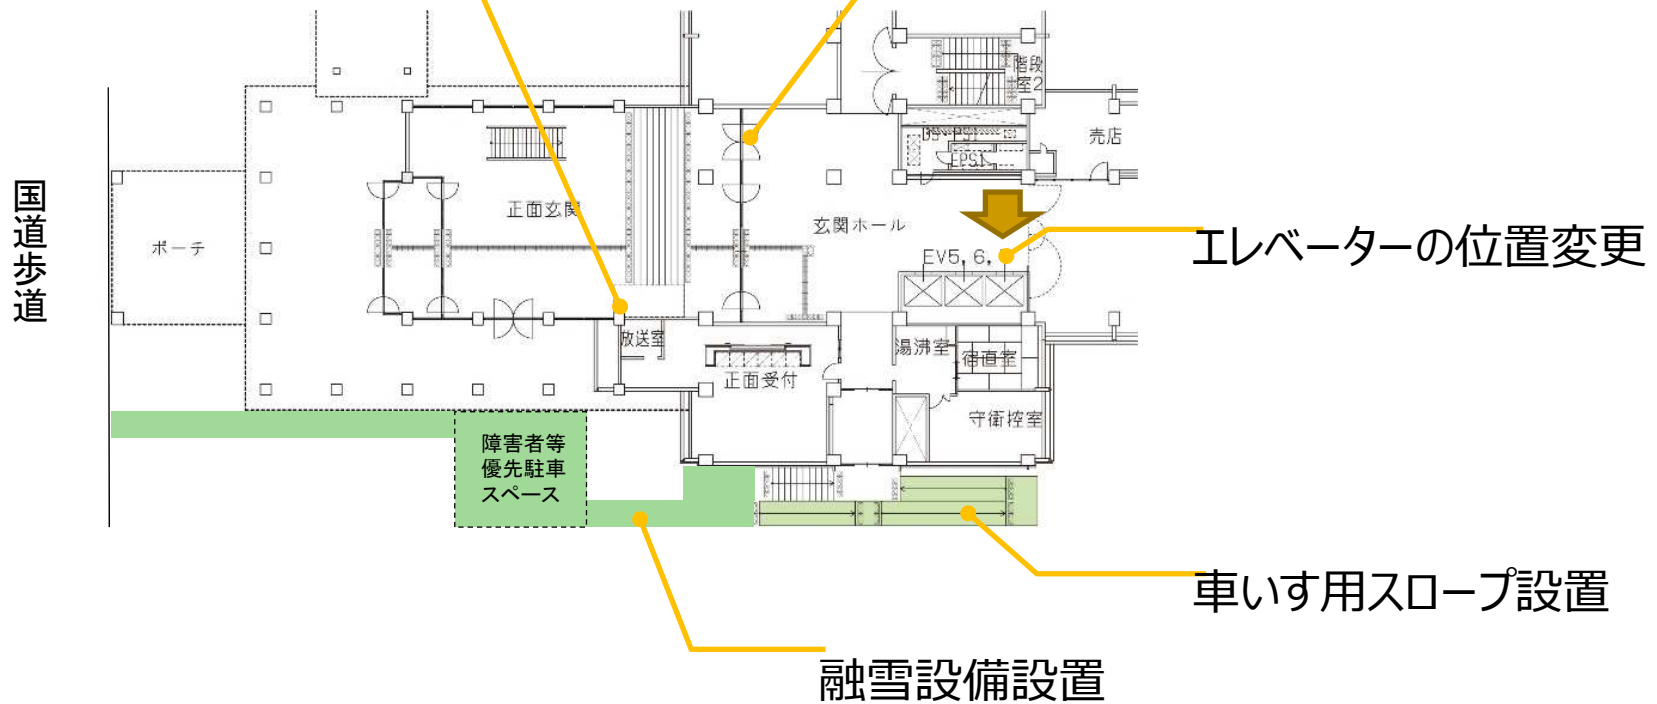 階段
室2
DS PS1
EPS1
売店
国道歩道
ポーチ
正面玄関
玄関ホール
エレベーターの位置変更
EV5, 6,
放送室
湯沸室
宿直室
正面受付
守衛控室
障害者等
優先駐車
スペース
車いす用スロープ設置
融雪設備設置